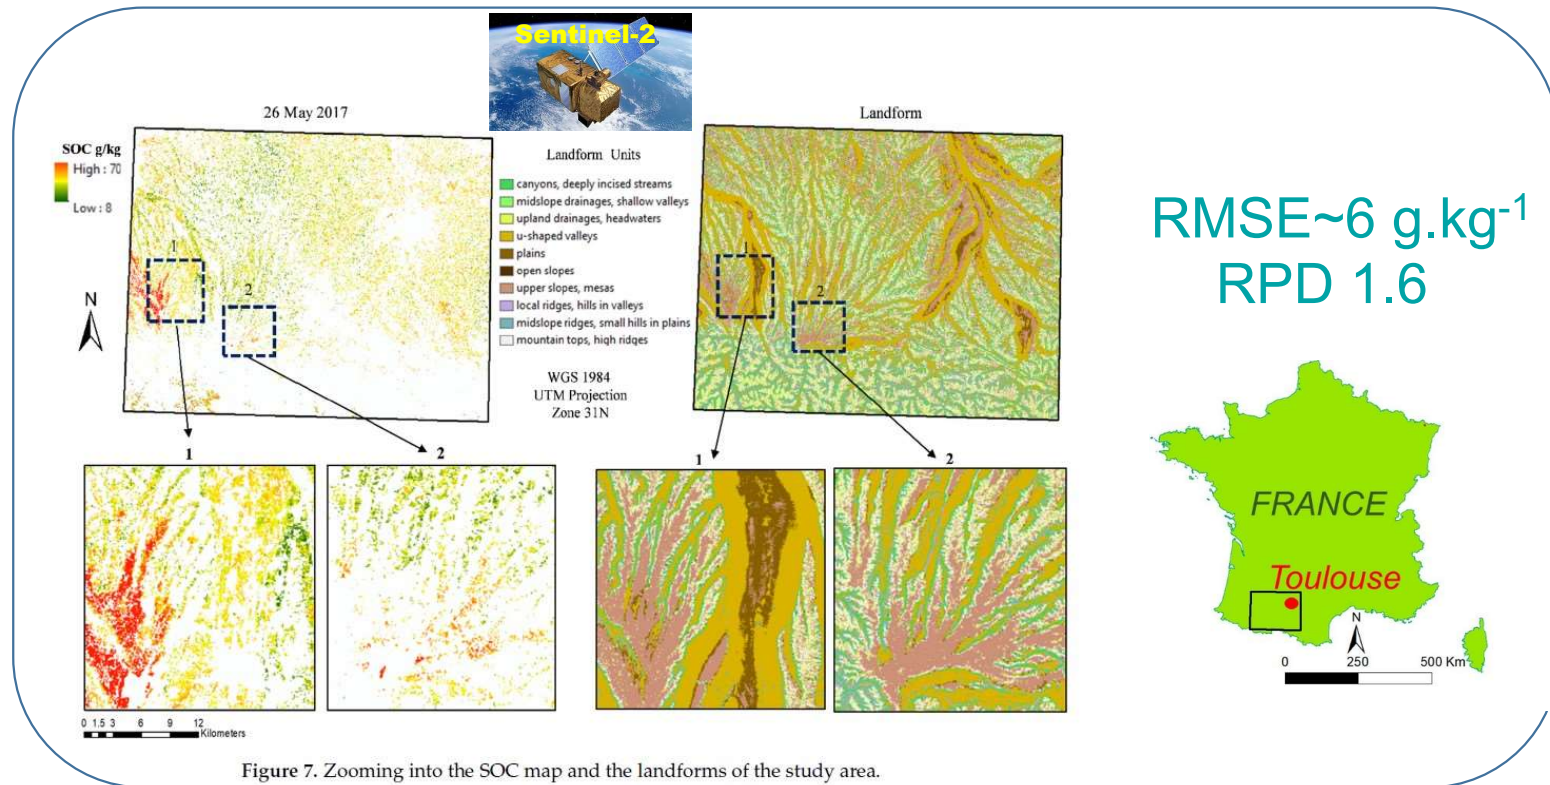 Sentinel-2
26 May 2017
Landform
SOC g/kg
High : 70
Low : 8
Landform Units
canyons, deeply incised streams
midslope drainages, shallow valleys
upland drainages, headwaters
u-shaped valleys
plains
open slopes
upper slopes, mesas
local ridges, hills in valleys
midslope ridges, small hills in plains
mountain tops, high ridges
WGS 1984
UTM Projection
Zone 31N
N
1
2
1
2
1
2
1
2
0 1.5 3 6 9 12
Kilometers
Figure 7. Zooming into the SOC map and the landforms of the study area.
RMSE~6 g.kg-1
RPD 1.6
FRANCE
Toulouse
N
0 250 500 Km